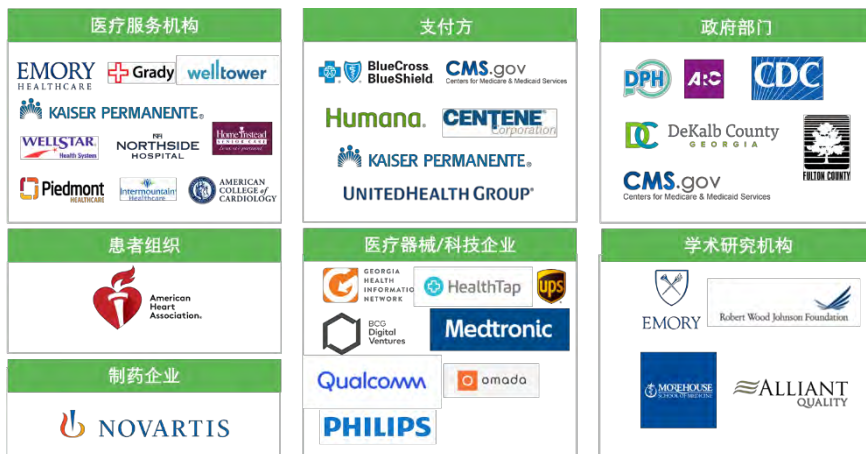 医疗服务机构
EMORY
HEALTHCARE
Grady
welltower
KAISER PERMANENTE®
WELLSTAR
Health System
NORTHSIDE
HOSPITAL
Home Instead
SENIOR CARE
Piedmont
HEALTHCARE
Intermountain
Healthcare
AMERICAN
COLLEGE of
CARDIOLOGY
支付方
BlueCross
BlueShield
CMS.gov
Centers for Medicare & Medicaid Services
Humana.
CENTENE
Corporation
KAISER PERMANENTE®
UNITEDHEALTH GROUP®
政府部门
DPH
ARC
CDC
DC DeKalb County
GEORGIA
FULTON COUNTY
CMS.gov
Centers for Medicare & Medicaid Services
患者组织
American
Heart
Association.
制药企业
NOVARTIS
医疗器械/科技企业
GEORGIA
HEALTH
INFORMATION
NETWORK
HealthTap
ups
BCG
Digital
Ventures
Medtronic
Qualcomm
omada
PHILIPS
学术研究机构
EMORY
Robert Wood Johnson Foundation
MOREHOUSE
SCHOOL OF MEDICINE
ALLIANT
QUALITY